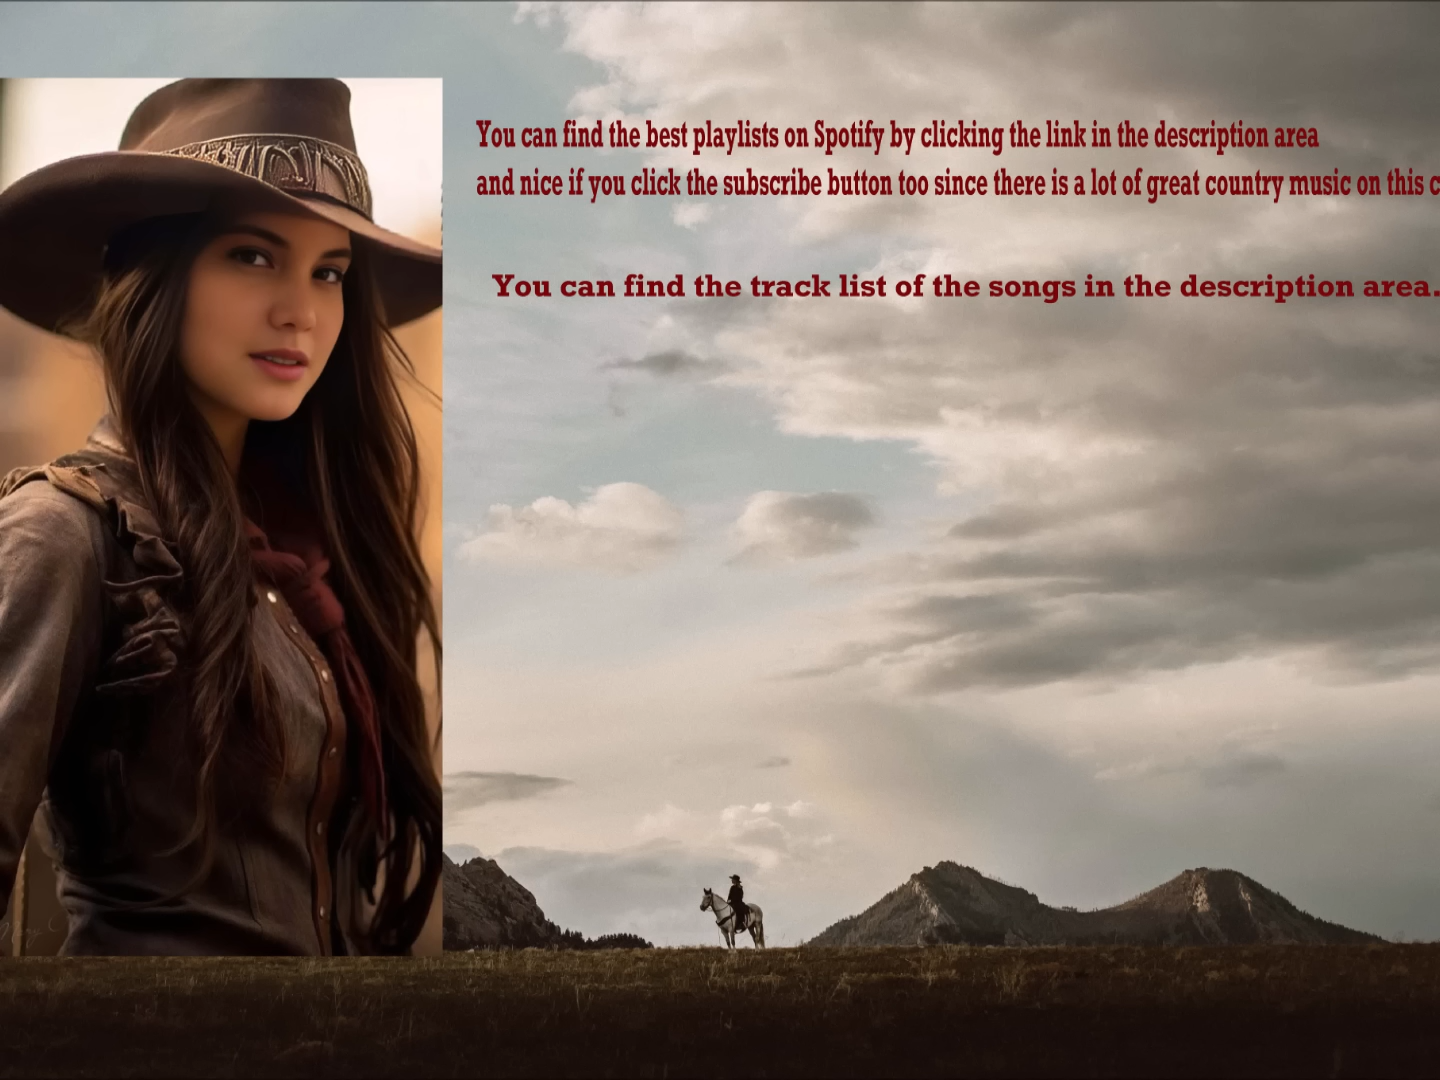 You can find the best playlists on Spotify by clicking the link in the description area
and nice if you click the subscribe button too since there is a lot of great country music on this c
You can find the track list of the songs in the description area.